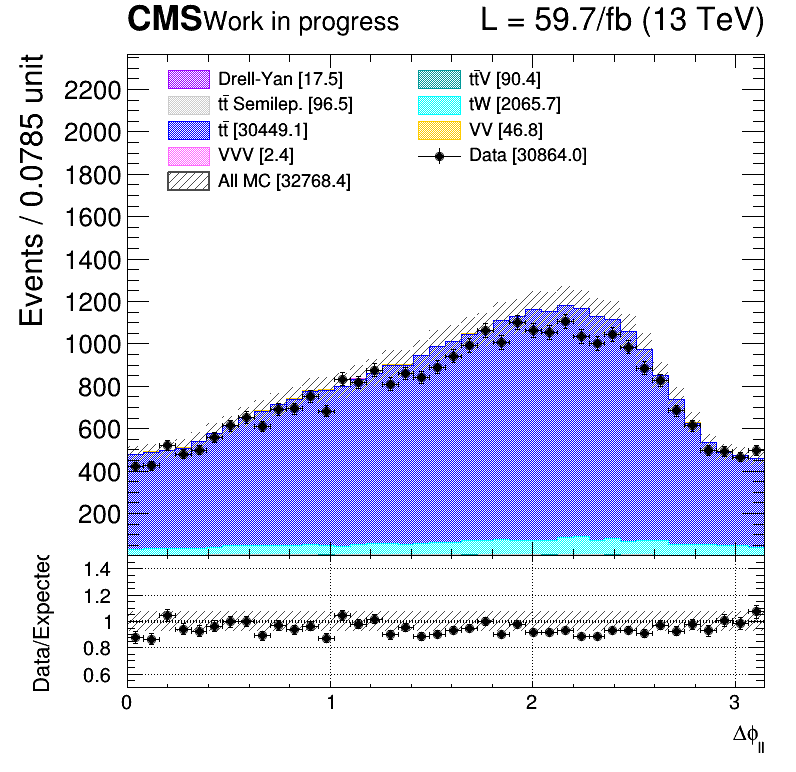 CMS Work in progress L = 59.7/fb (13 TeV)
Events / 0.0785 unit
2200
2000
1800
1600
1400
1200
1000
800
600
400
200
Drell-Yan [17.5]
tt̄ Semilep. [96.5]
tt̄ [30449.1]
VVV [2.4]
All MC [32768.4]
tt̄V [90.4]
tW [2065.7]
VV [46.8]
Data [30864.0]
Data/Expected
1.4
1.2
1
0.8
0.6
0 1 2 3
Δϕll